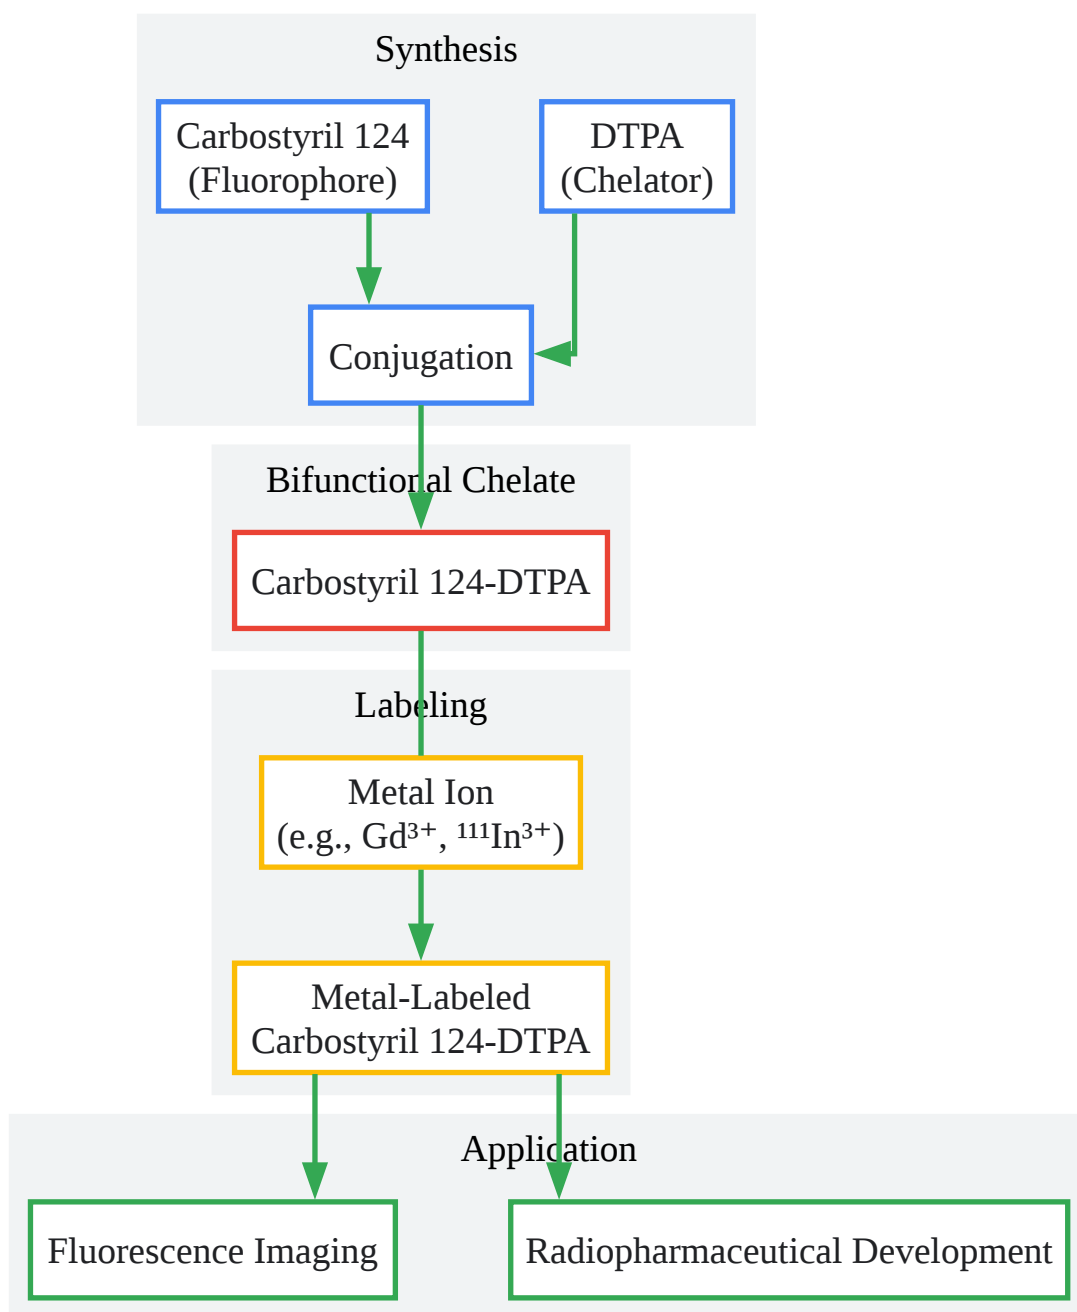 Synthesis
Carbostyril 124
(Fluorophore)
DTPA
(Chelator)
Conjugation
Bifunctional Chelate
Carbostyril 124-DTPA
Labeling
Metal Ion
(e.g., Gd³⁺, ¹¹¹In³⁺)
Metal-Labeled
Carbostyril 124-DTPA
Application
Fluorescence Imaging
Radiopharmaceutical Development